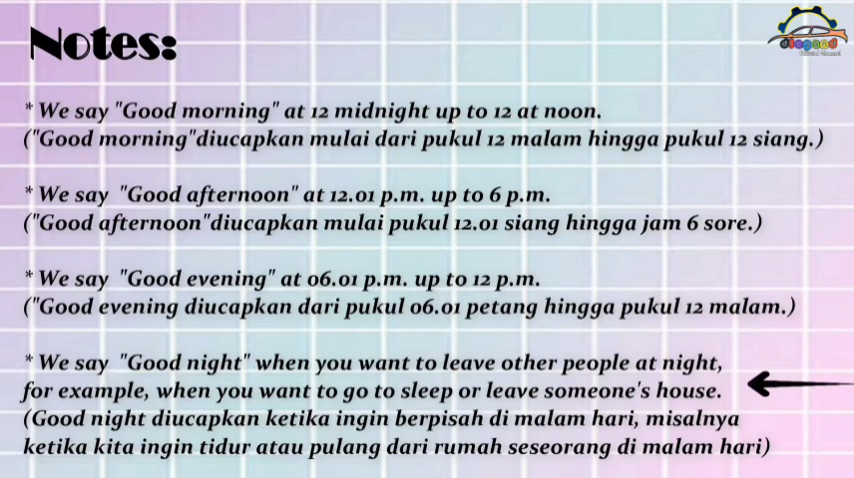 Notes:
* We say "Good morning" at 12 midnight up to 12 at noon.
("Good morning"diucapkan mulai dari pukul 12 malam hingga pukul 12 siang.)
* We say "Good afternoon" at 12.01 p.m. up to 6 p.m.
("Good afternoon"diucapkan mulai pukul 12.01 siang hingga jam 6 sore.)
* We say "Good evening" at 06.01 p.m. up to 12 p.m.
("Good evening diucapkan dari pukul 06.01 petang hingga pukul 12 malam.)
* We say "Good night" when you want to leave other people at night,
for example, when you want to go to sleep or leave someone's house.
(Good night diucapkan ketika ingin berpisah di malam hari, misalnya
ketika kita ingin tidur atau pulang dari rumah seseorang di malam hari)